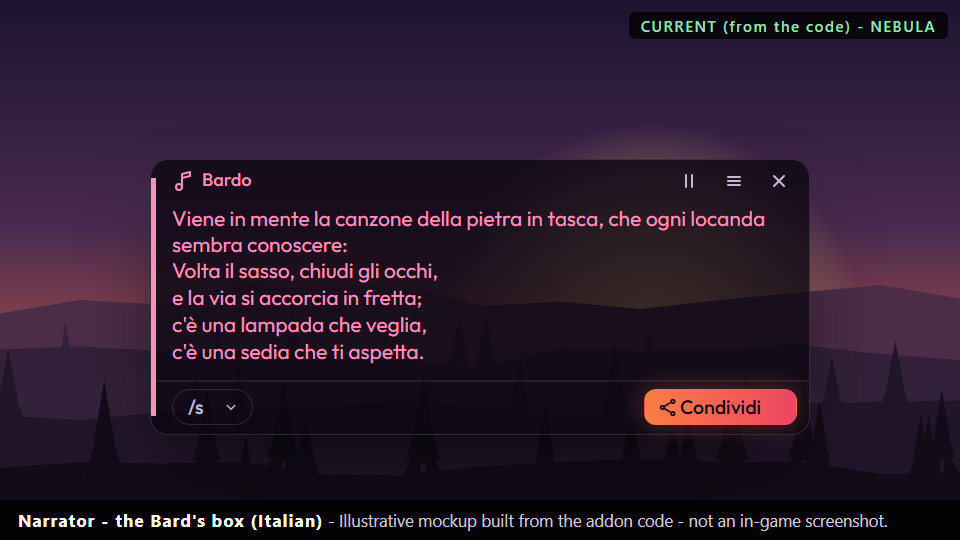 CURRENT (from the code) - NEBULA
Bardo
Viene in mente la canzone della pietra in tasca, che ogni locanda
sembra conoscere:
Volta il sasso, chiudi gli occhi,
e la via si accorcia in fretta;
c'è una lampada che veglia,
c'è una sedia che ti aspetta.
/s
Condividi
Narrator - the Bard's box (Italian) - Illustrative mockup built from the addon code - not an in-game screenshot.